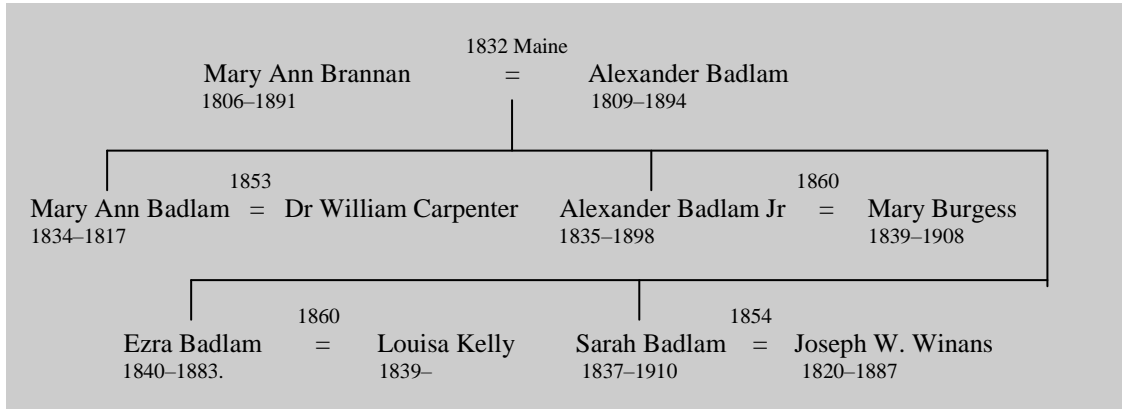 1832 Maine
Mary Ann Brannan = Alexander Badlam
1806–1891 1809–1894
1853 1860
Mary Ann Badlam = Dr William Carpenter Alexander Badlam Jr = Mary Burgess
1834–1817 1835–1898 1839–1908
1860 1854
Ezra Badlam = Louisa Kelly Sarah Badlam = Joseph W. Winans
1840–1883. 1839– 1837–1910 1820–1887